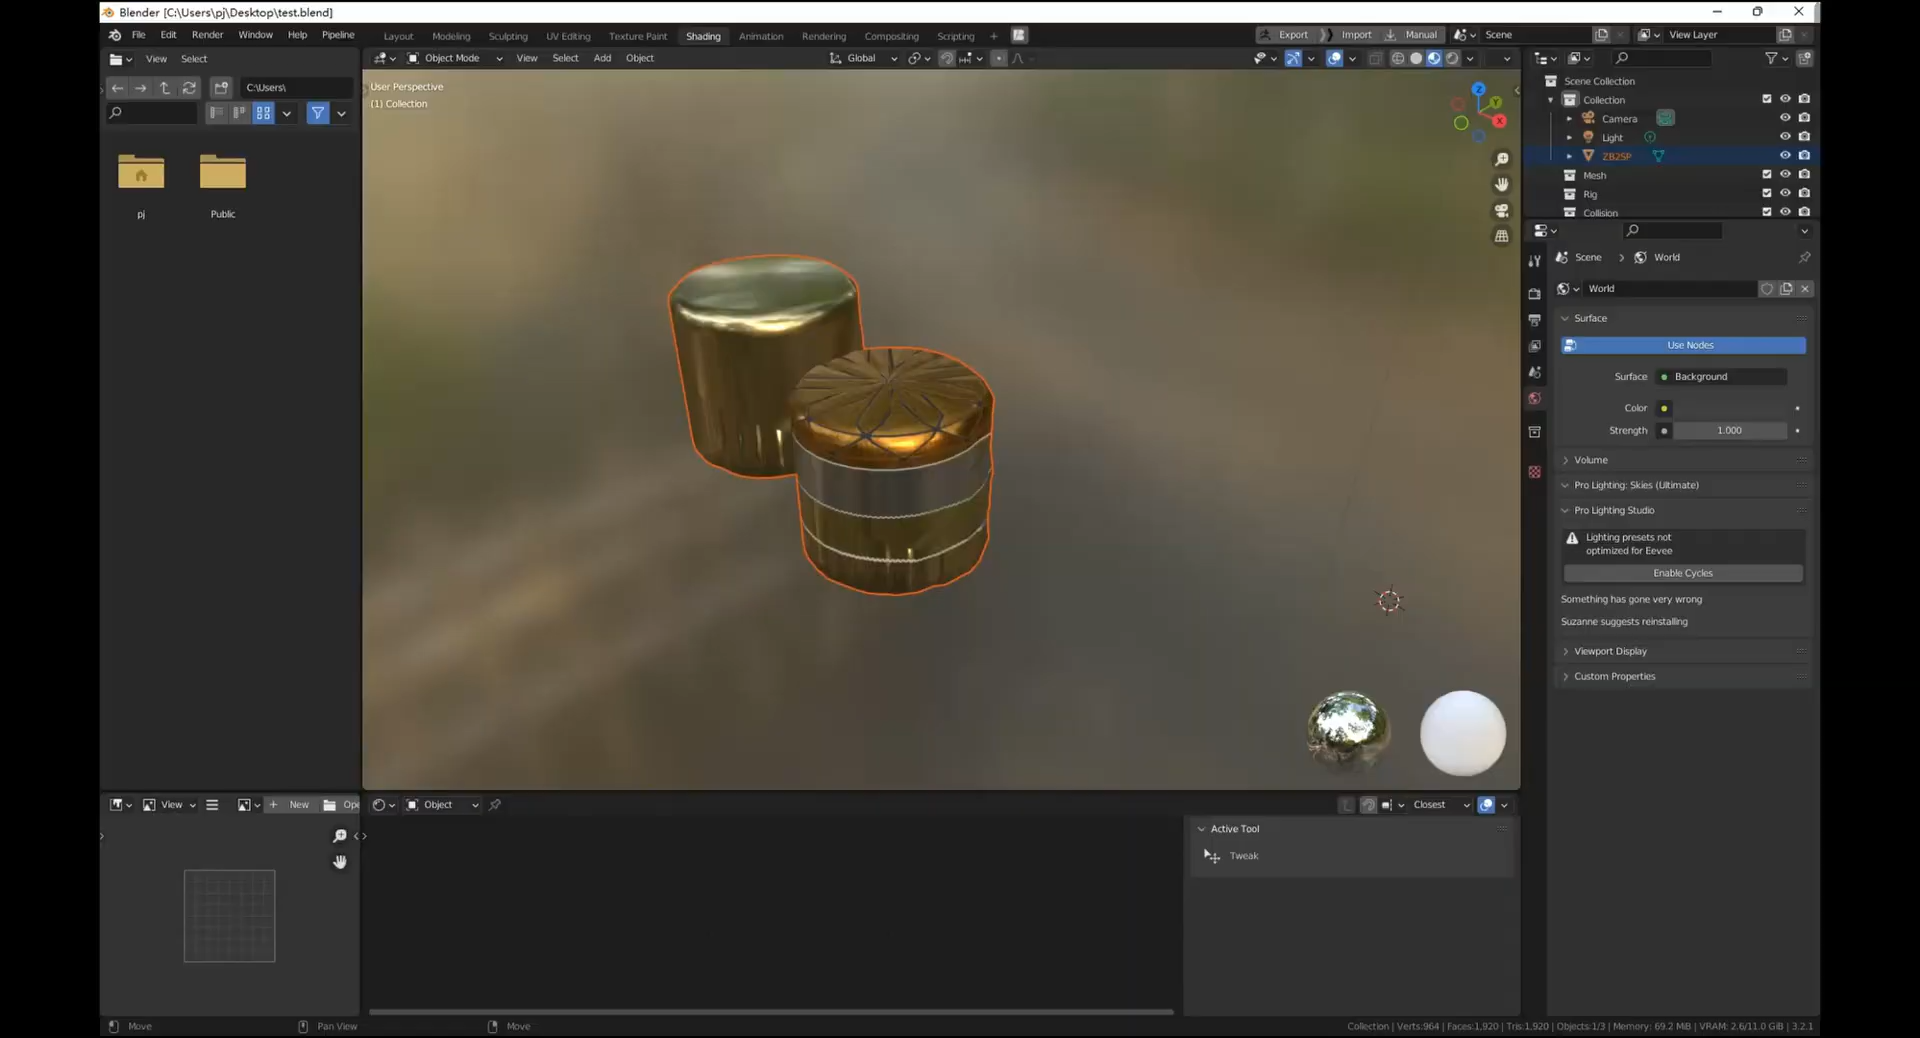 Blender [C:\Users\pj\Desktop\test.blend]
File Edit Render Window Help Pipeline
Layout Modeling Sculpting UV Editing Texture Paint Shading Animation Rendering Compositing Scripting
Export Import Manual Scene View Layer
View Select
C:\Users\
pj Public
Object Mode View Select Add Object Global
User Perspective
(1) Collection
Z Y X
Scene Collection
Collection
Camera
Light
ZB2SP
Mesh
Rig
Collision
Scene > World
World
Surface
Use Nodes
Surface Background
Color
Strength 1.000
Volume
Pro Lighting: Skies (Ultimate)
Pro Lighting Studio
Lighting presets not
optimized for Eevee
Enable Cycles
Something has gone very wrong
Suzanne suggests reinstalling
Viewport Display
Custom Properties
View New Ope
Object Closest
Active Tool
Tweak
Move Pan View Move
Collection | Verts:964 | Faces:1,920 | Tris:1,920 | Objects:1/3 | Memory: 69.2 MiB | VRAM: 2.6/11.0 GiB | 3.2.1